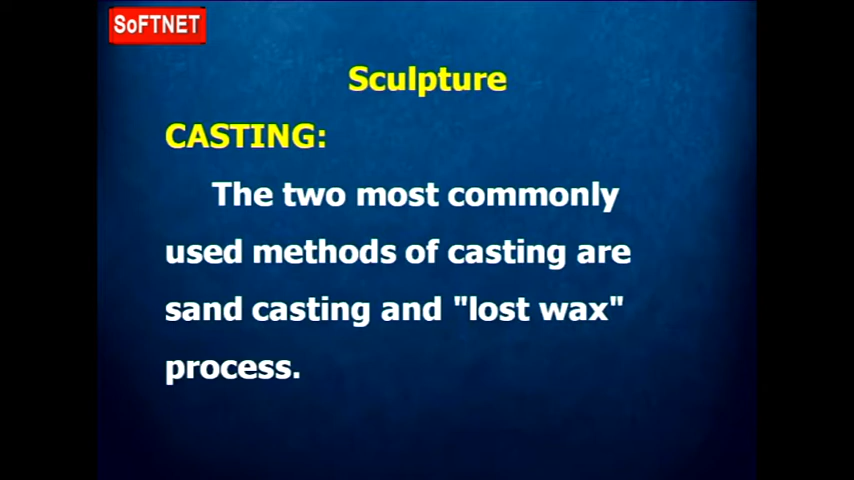 SoFTNET
Sculpture
CASTING:
The two most commonly
used methods of casting are
sand casting and "lost wax"
process.